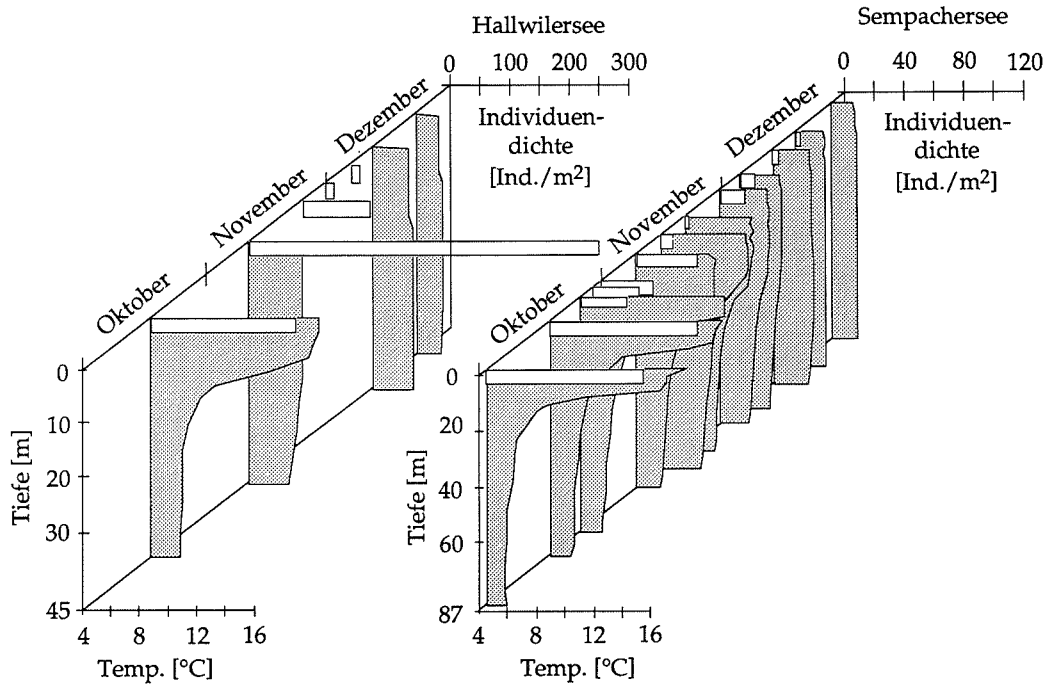 Hallwilersee
0 100 200 300
Individuen-
dichte
[Ind./m2]
Dezember
November
Oktober
0
10
20
30
45
Tiefe [m]
4 8 12 16
Temp. [°C]
Sempachersee
0 40 80 120
Individuen-
dichte
[Ind./m2]
Dezember
November
Oktober
0
20
40
60
87
Tiefe [m]
4 8 12 16
Temp. [°C]